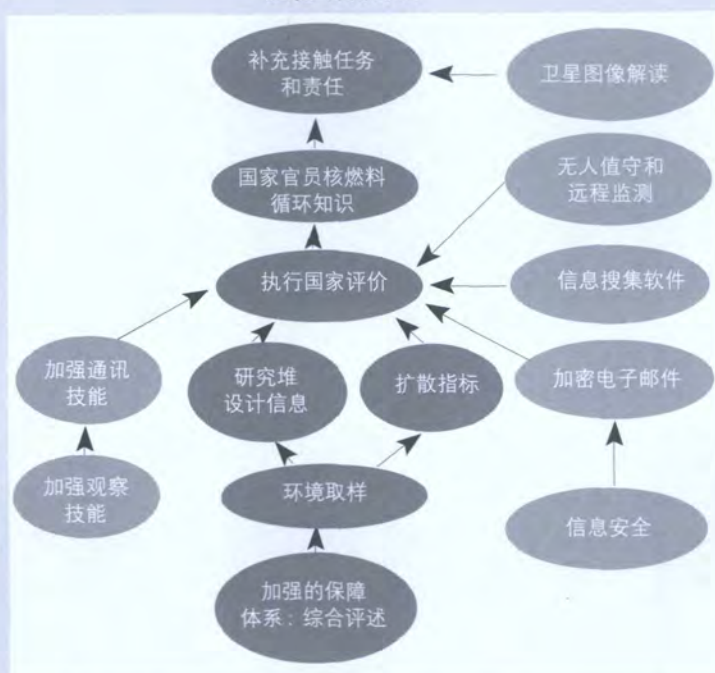 补充接触任务
和责任
卫星图像解读
国家官员核燃料
循环知识
无人值守和
远程监测
执行国家评价
信息搜集软件
加强通讯
技能
研究堆
设计信息
扩散指标
加密电子邮件
加强观察
技能
环境取样
信息安全
加强的保障
体系：综合评述